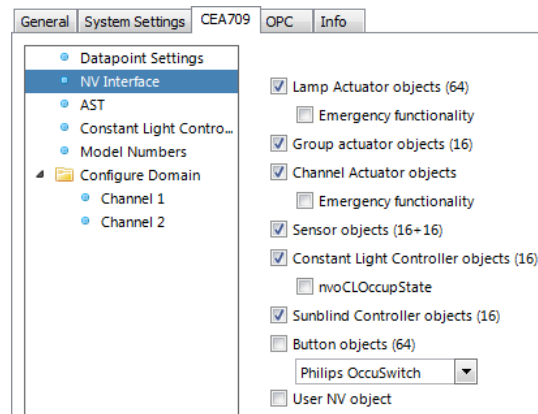 General System Settings CEA709 OPC Info
Datapoint Settings
NV Interface
AST
Constant Light Contro...
Model Numbers
Configure Domain
Channel 1
Channel 2
Lamp Actuator objects (64)
Emergency functionality
Group actuator objects (16)
Channel Actuator objects
Emergency functionality
Sensor objects (16+16)
Constant Light Controller objects (16)
nvoCLOccupState
Sunblind Controller objects (16)
Button objects (64)
Philips OccuSwitch
User NV object